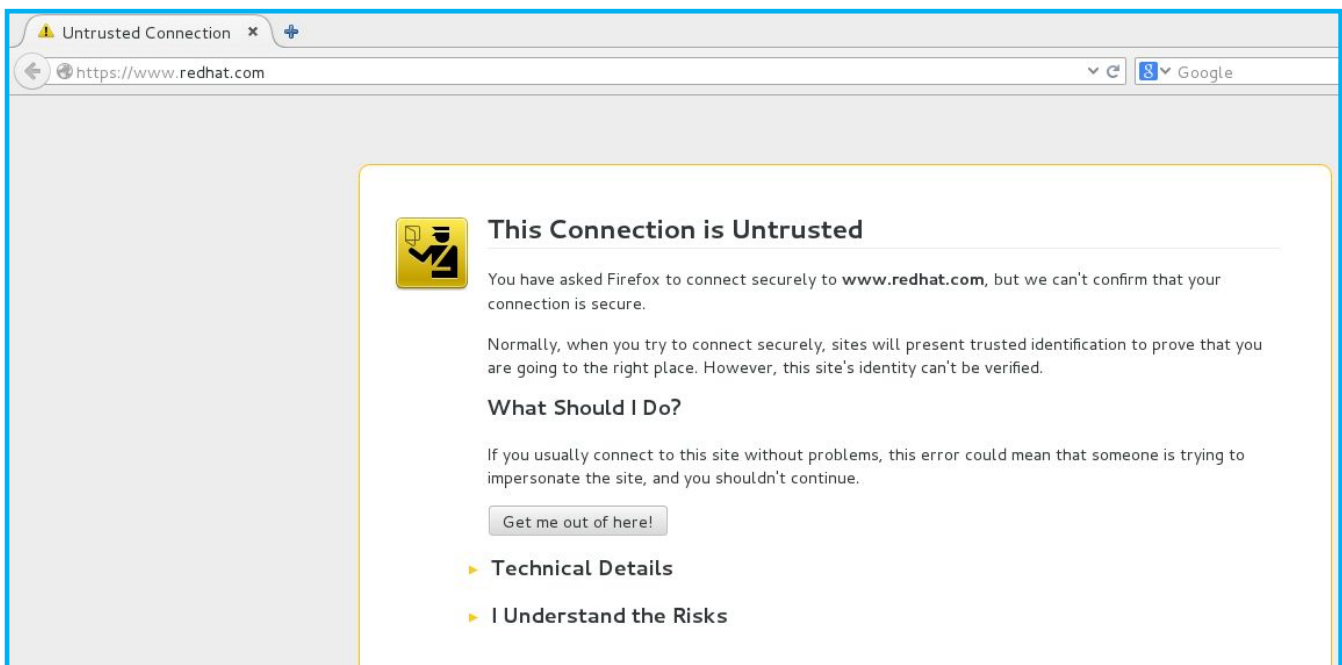 Untrusted Connection
https://www.redhat.com
8
Google
This Connection is Untrusted
You have asked Firefox to connect securely to www.redhat.com, but we can't confirm that your
connection is secure.
Normally, when you try to connect securely, sites will present trusted identification to prove that you
are going to the right place. However, this site's identity can't be verified.
What Should I Do?
If you usually connect to this site without problems, this error could mean that someone is trying to
impersonate the site, and you shouldn't continue.
Get me out of here!
Technical Details
I Understand the Risks